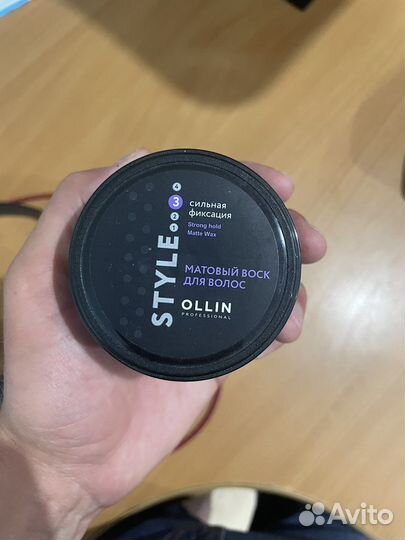 STYLE
4
3
2
1
сильная
фиксация
Strong hold
Matte Wax
МАТОВЫЙ ВОСК
ДЛЯ ВОЛОС
OLLIN
PROFESSIONAL
Avito